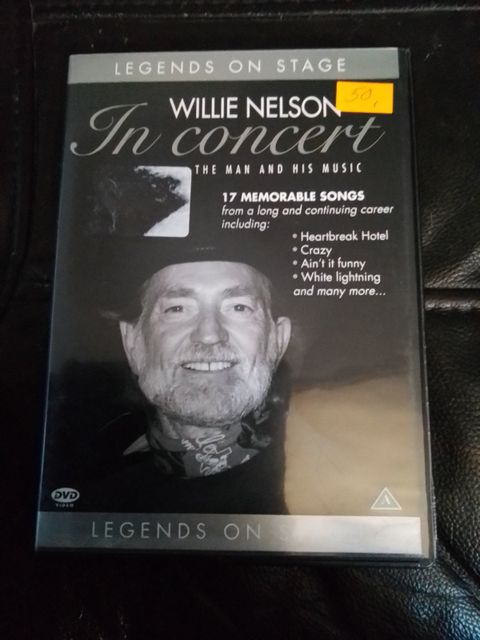 LEGENDS ON STAGE
WILLIE NELSON
50,
In concert
THE MAN AND HIS MUSIC
17 MEMORABLE SONGS
from a long and continuing career
including:
• Heartbreak Hotel
• Crazy
• Ain't it funny
• White lightning
and many more...
DVD
VIDEO
A
LEGENDS ON S